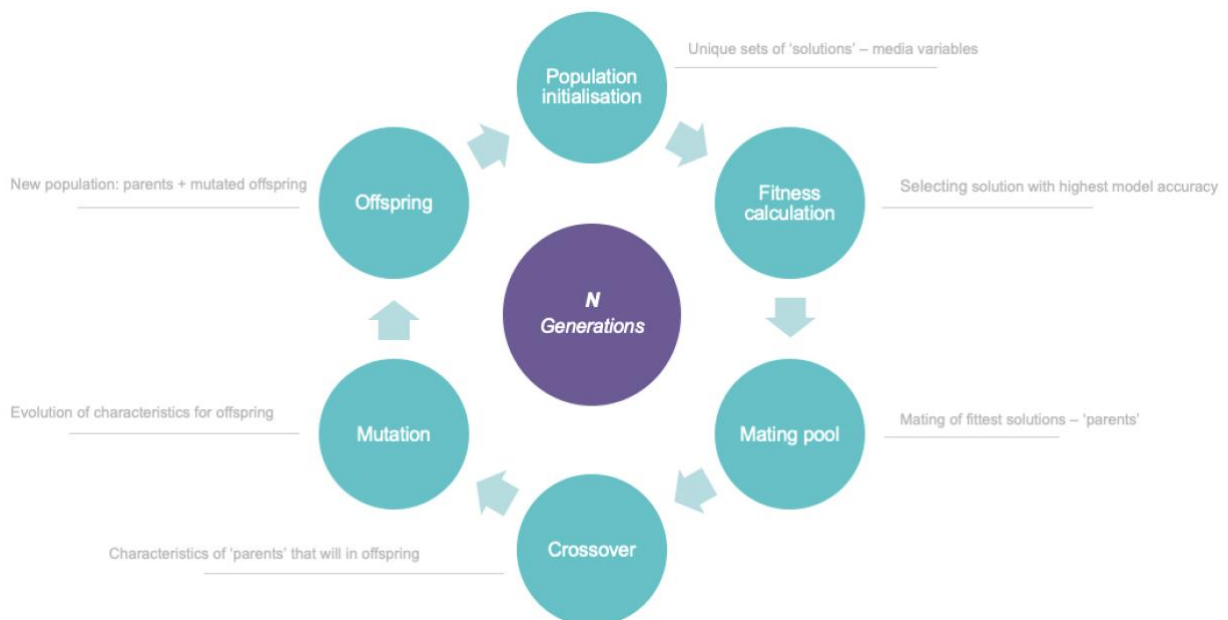 Unique sets of ‘solutions’ – media variables
Population
initialisation
New population: parents + mutated offspring
Offspring
Fitness
calculation
Selecting solution with highest model accuracy
N
Generations
Evolution of characteristics for offspring
Mutation
Mating pool
Mating of fittest solutions – ‘parents’
Characteristics of ‘parents’ that will in offspring
Crossover